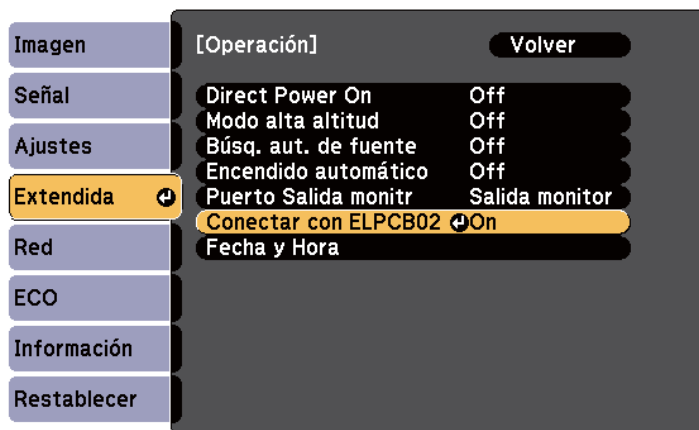 Imagen
Señal
Ajustes
Extendida
Red
ECO
Información
Restablecer
[Operación] Volver
Direct Power On Off
Modo alta altitud Off
Búsq. aut. de fuente Off
Encendido automático Off
Puerto Salida monitr Salida monitor
Conectar con ELPCB02 On
Fecha y Hora